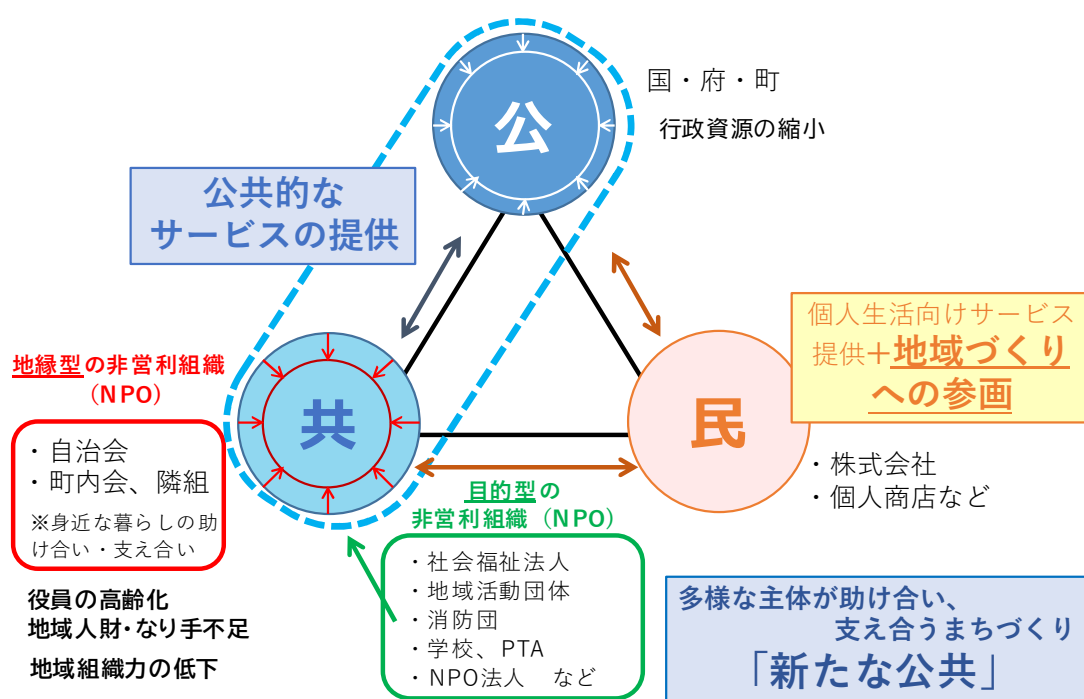 公
国・府・町
行政資源の縮小
公共的な
サービスの提供
個人生活向けサービス
提供＋地域づくり
への参画
地縁型の非営利組織
（NPO）
共
民
・自治会
・町内会、隣組
※身近な暮らしの助
け合い・支え合い
・株式会社
・個人商店など
目的型の
非営利組織（NPO）
・社会福祉法人
・地域活動団体
・消防団
・学校、PTA
・NPO法人　など
役員の高齢化
地域人財・なり手不足
地域組織力の低下
多様な主体が助け合い、
支え合うまちづくり
「新たな公共」